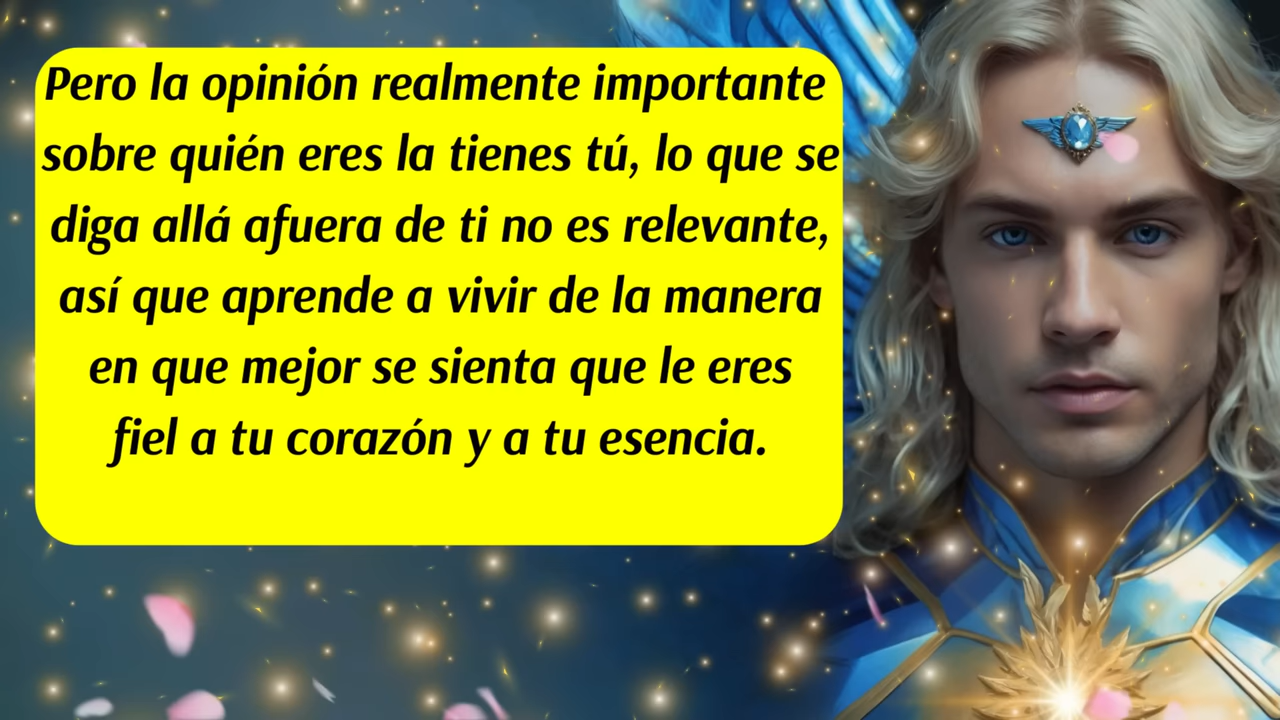 Pero la opinión realmente importante
sobre quién eres la tienes tú, lo que se
diga allá afuera de ti no es relevante,
así que aprende a vivir de la manera
en que mejor se sienta que le eres
fiel a tu corazón y a tu esencia.